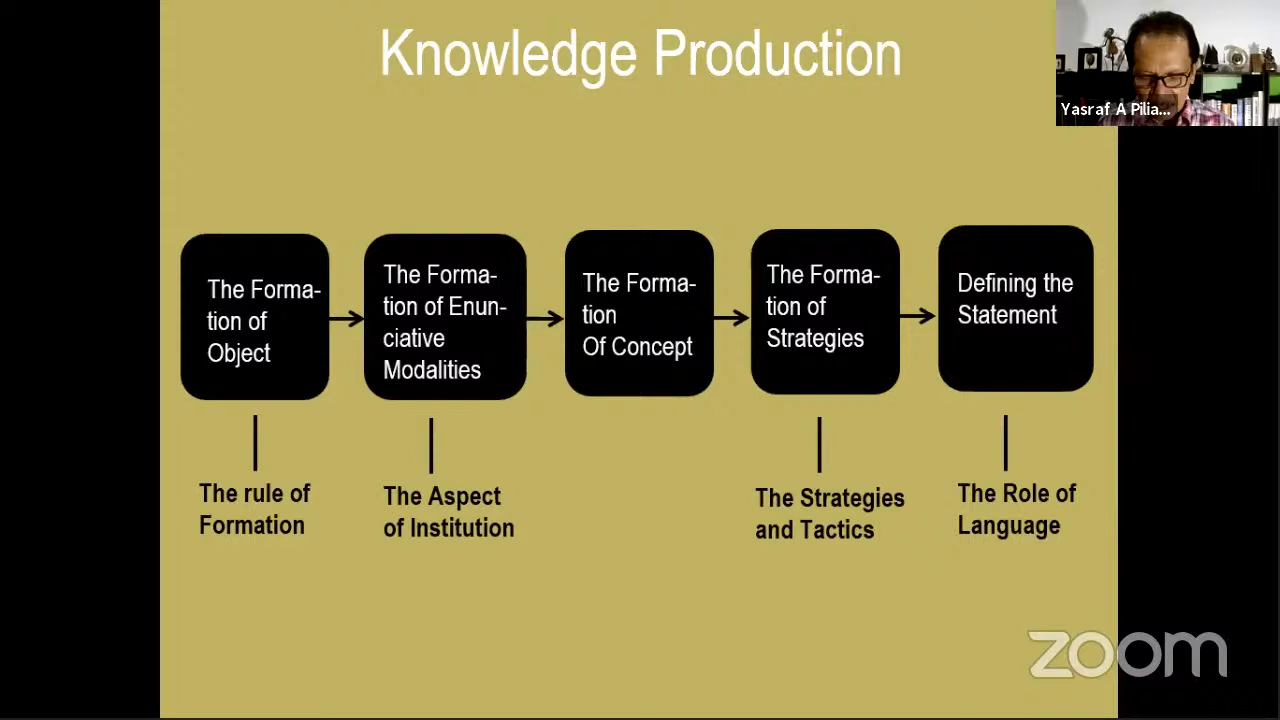 Knowledge Production
Yasraf A Pilia...
The Forma-
tion of
Object
The Forma-
tion of Enun-
ciative
Modalities
The Forma-
tion
Of Concept
The Forma-
tion of
Strategies
Defining the
Statement
The rule of
Formation
The Aspect
of Institution
The Strategies
and Tactics
The Role of
Language
zoom